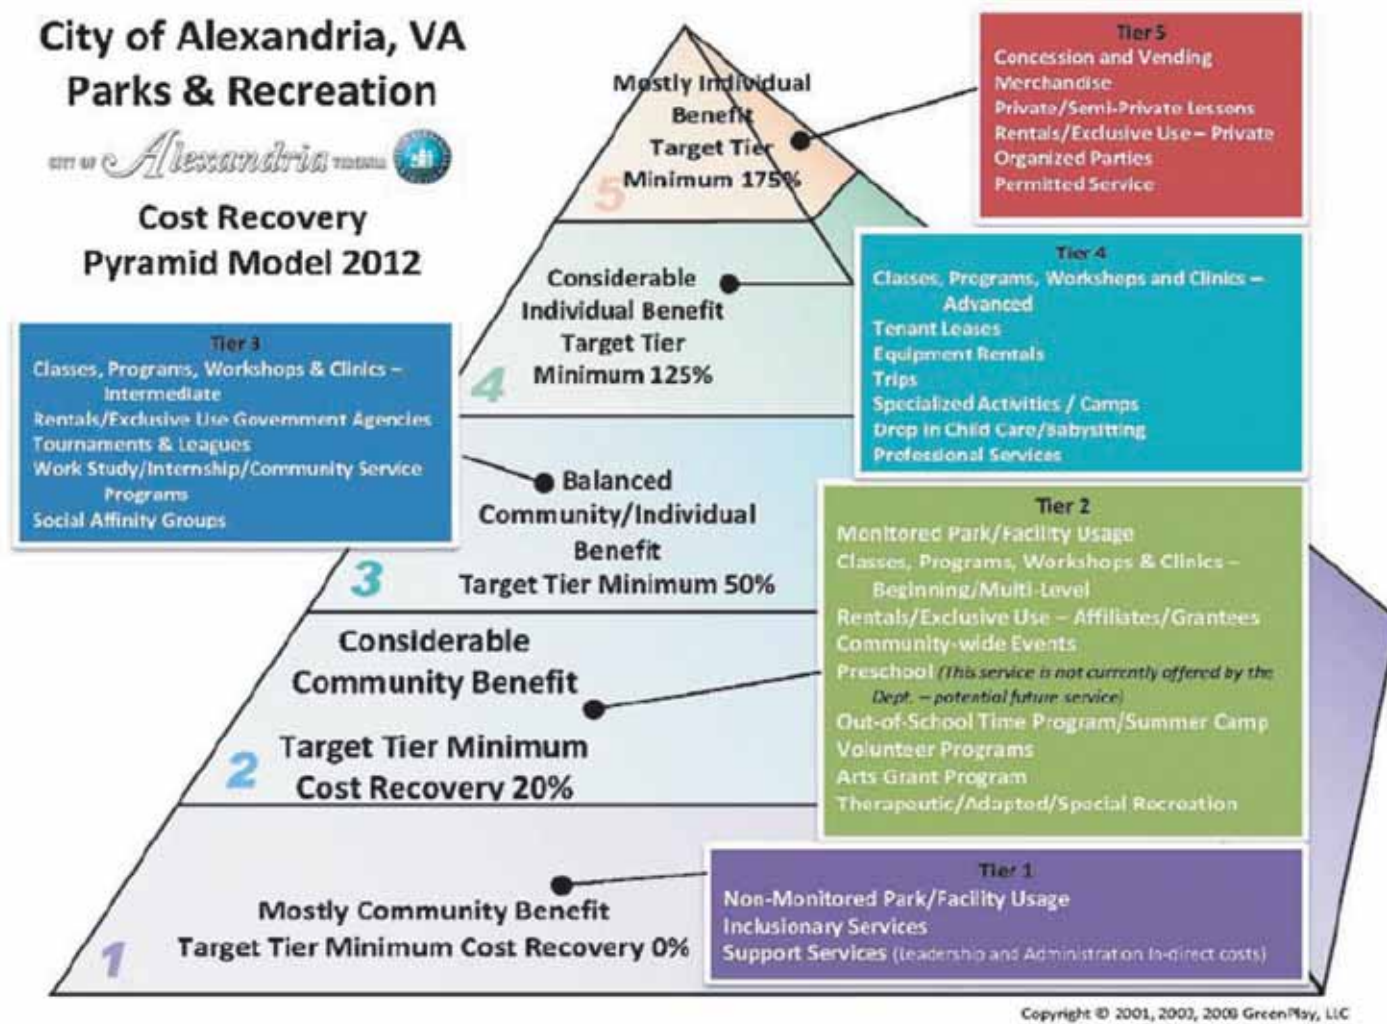 City of Alexandria, VA
Parks & Recreation
CITY OF Alexandria VIRGINIA
Cost Recovery
Pyramid Model 2012
Mostly Individual
Benefit
Target Tier
Minimum 175%
5
Tier 5
Concession and Vending
Merchandise
Private/Semi-Private Lessons
Rentals/Exclusive Use – Private
Organized Parties
Permitted Service
Considerable
Individual Benefit
Target Tier
Minimum 125%
4
Tier 4
Classes, Programs, Workshops and Clinics –
Advanced
Tenant Leases
Equipment Rentals
Trips
Specialized Activities / Camps
Drop in Child Care/Babysitting
Professional Services
Tier 3
Classes, Programs, Workshops & Clinics –
Intermediate
Rentals/Exclusive Use Government Agencies
Tournaments & Leagues
Work Study/Internship/Community Service
Programs
Social Affinity Groups
Balanced
Community/Individual
Benefit
Target Tier Minimum 50%
3
Tier 2
Monitored Park/Facility Usage
Classes, Programs, Workshops & Clinics –
Beginning/Multi-Level
Rentals/Exclusive Use – Affiliates/Grantees
Community-wide Events
Preschool (This service is not currently offered by the
Dept. – potential future service)
Out-of-School Time Program/Summer Camp
Volunteer Programs
Arts Grant Program
Therapeutic/Adapted/Special Recreation
Considerable
Community Benefit
Target Tier Minimum
Cost Recovery 20%
2
Tier 1
Non-Monitored Park/Facility Usage
Inclusionary Services
Support Services (Leadership and Administration In-direct costs)
Mostly Community Benefit
Target Tier Minimum Cost Recovery 0%
1
Copyright © 2001, 2003, 2008 GreenPlay, LLC